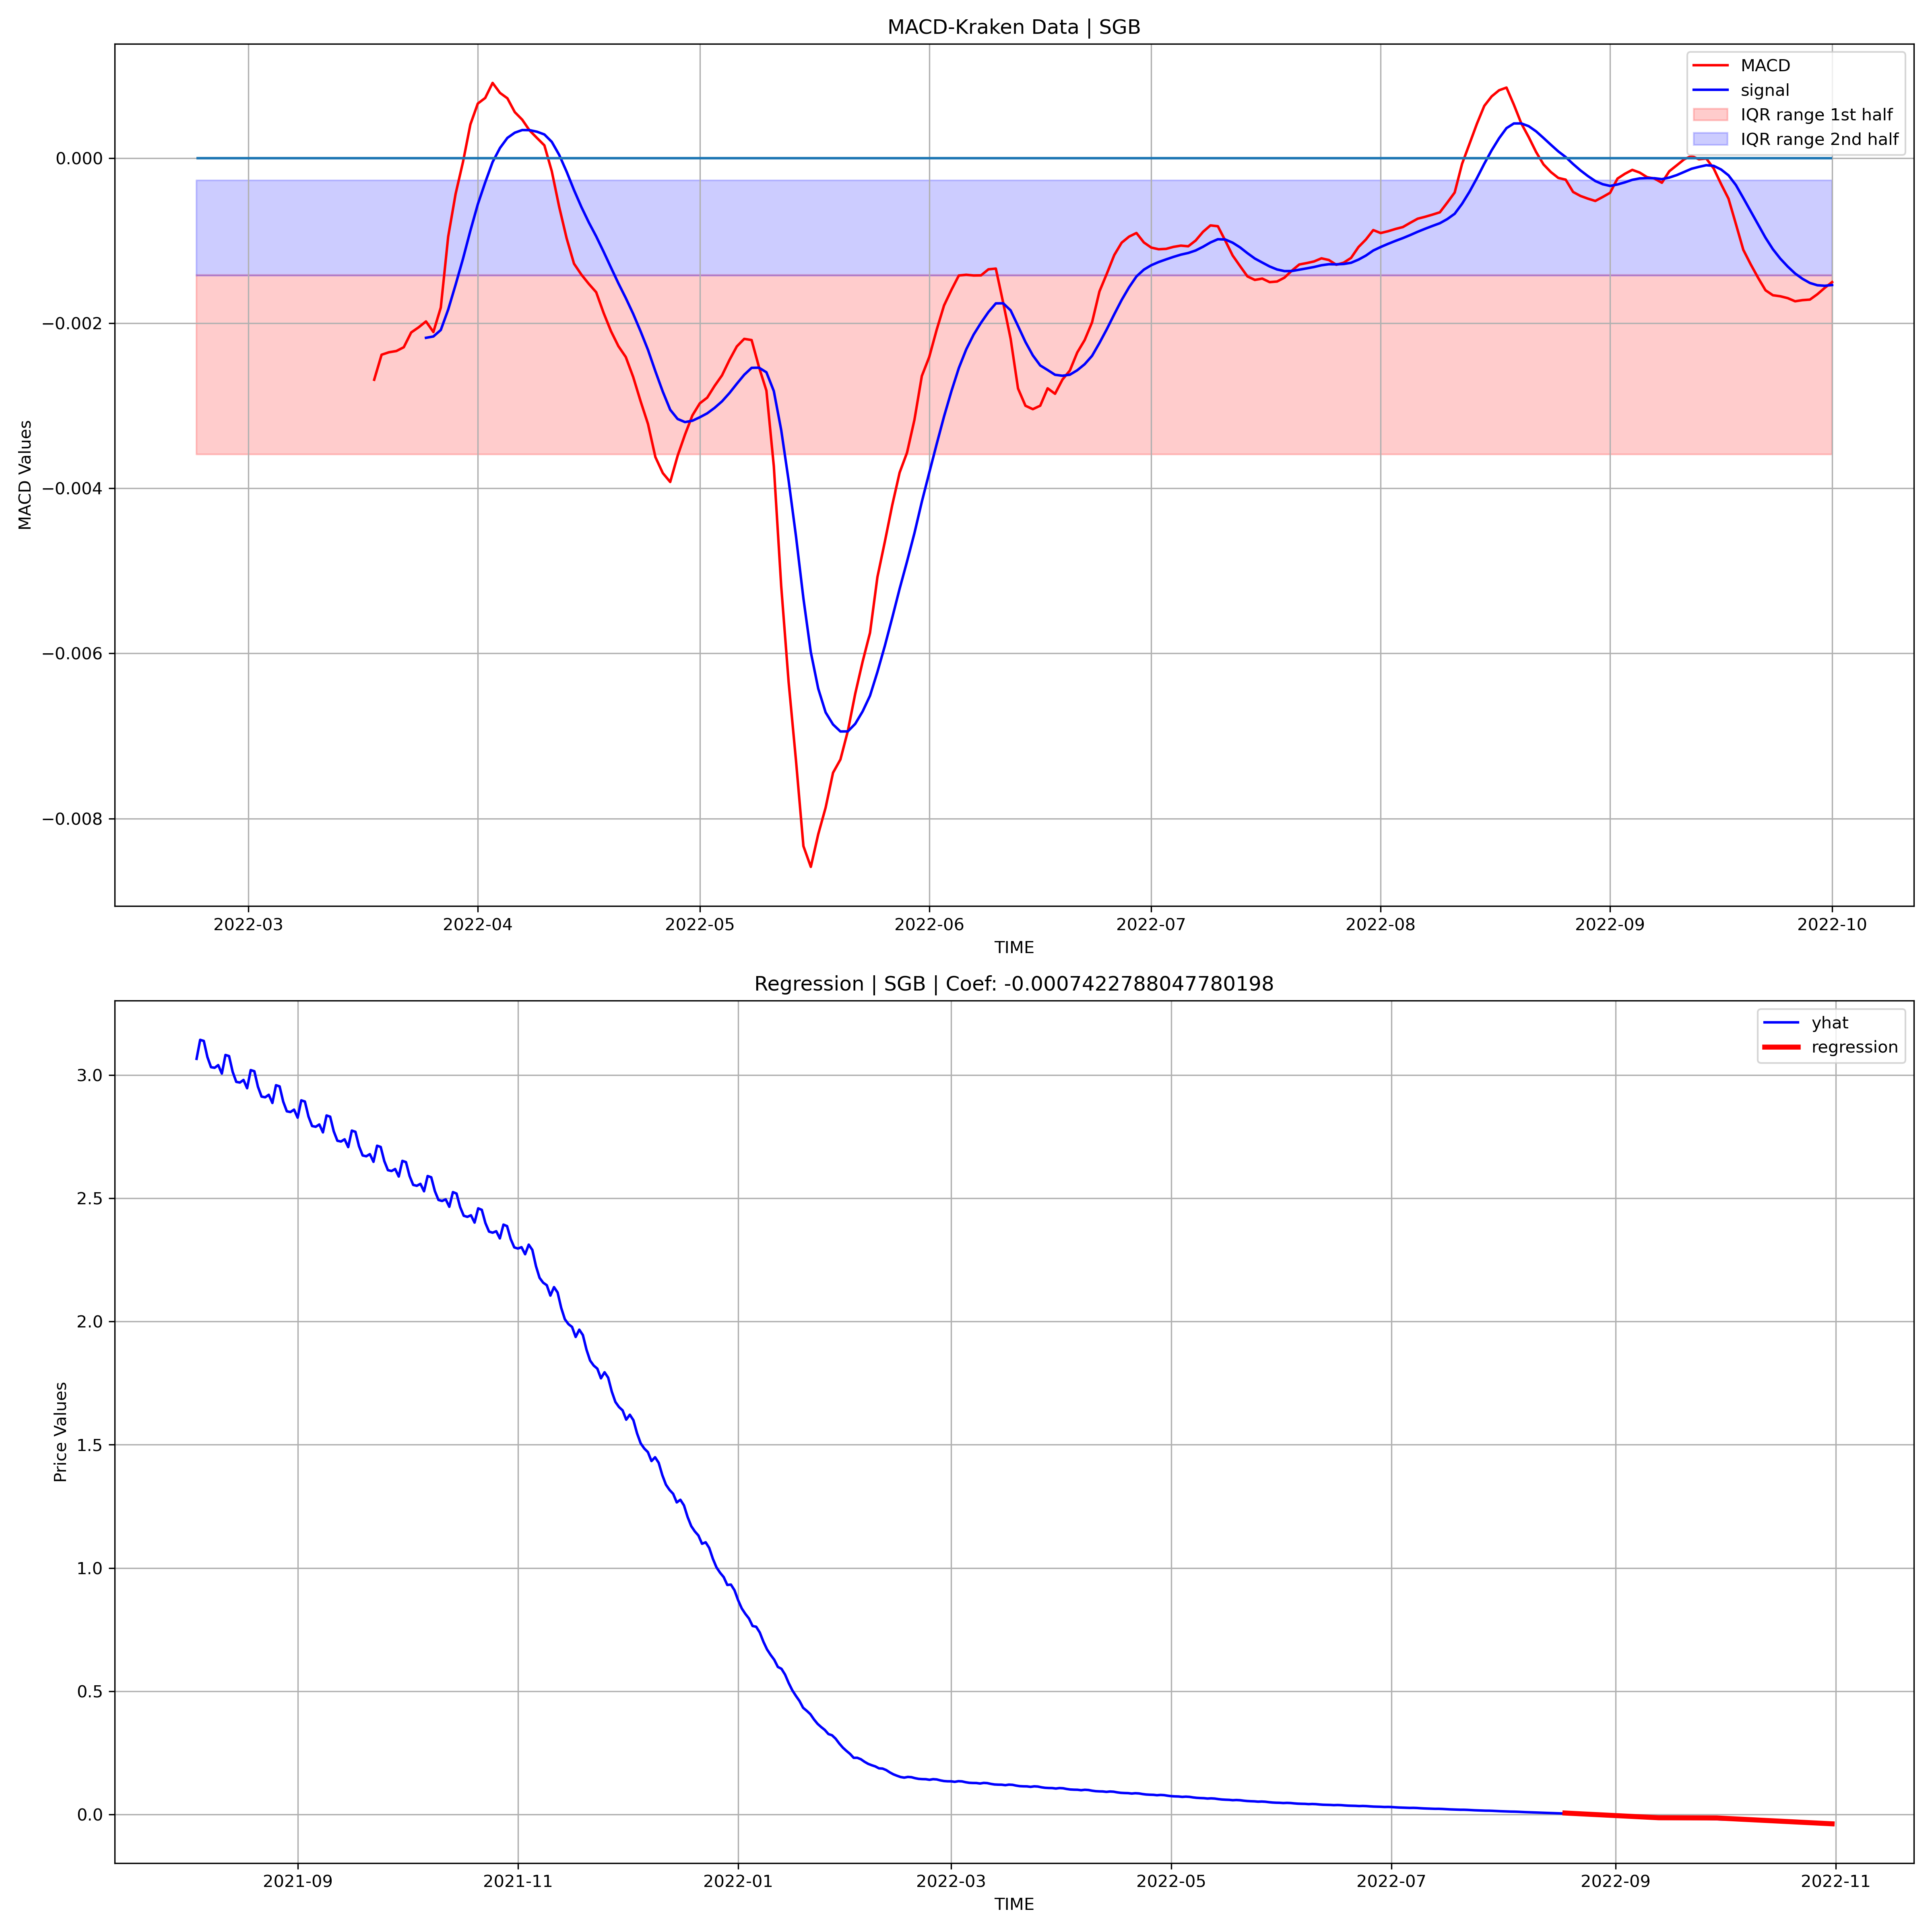 MACD-Kraken Data | SGB
MACD
signal
IQR range 1st half
IQR range 2nd half
0.000
−0.002
−0.004
−0.006
−0.008
MACD Values
2022-03 2022-04 2022-05 2022-06 2022-07 2022-08 2022-09 2022-10
TIME
Regression | SGB | Coef: -0.0007422788047780198
yhat
regression
3.0
2.5
2.0
1.5
1.0
0.5
0.0
Price Values
2021-09 2021-11 2022-01 2022-03 2022-05 2022-07 2022-09 2022-11
TIME